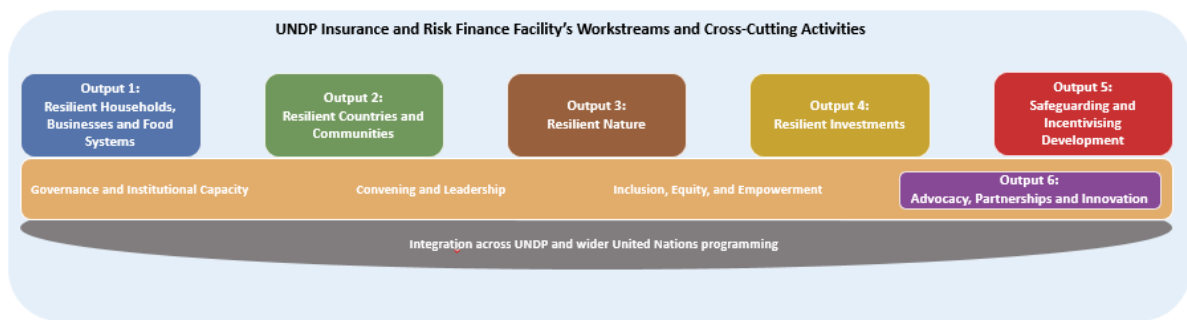 UNDP Insurance and Risk Finance Facility's Workstreams and Cross-Cutting Activities
Output 1:
Resilient Households,
Businesses and Food
Systems
Output 2:
Resilient Countries and
Communities
Output 3:
Resilient Nature
Output 4:
Resilient Investments
Output 5:
Safeguarding and
Incentivising
Development
Governance and Institutional Capacity
Convening and Leadership
Inclusion, Equity, and Empowerment
Output 6:
Advocacy, Partnerships and Innovation
Integration across UNDP and wider United Nations programming